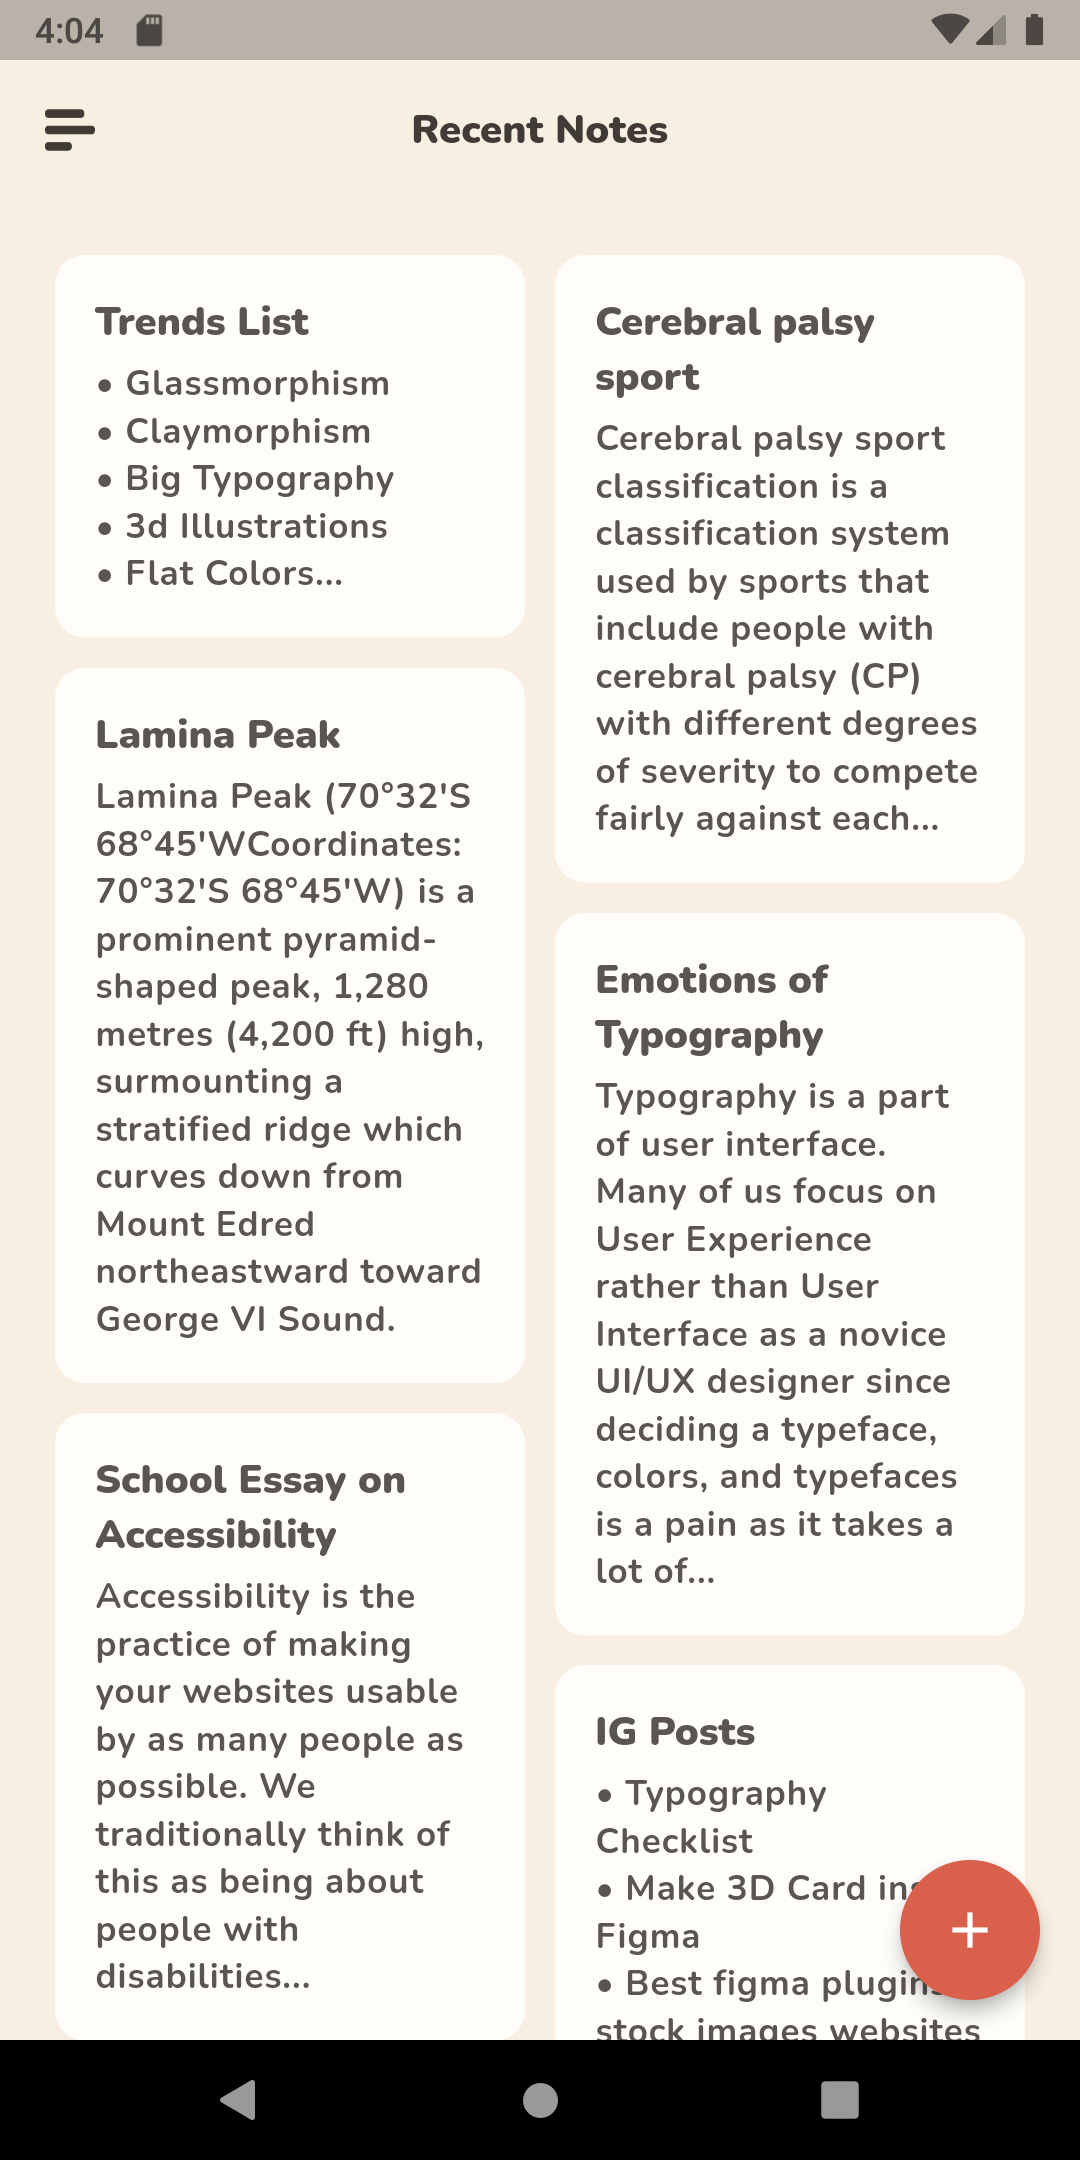 4:04
Recent Notes
Trends List
• Glassmorphism
• Claymorphism
• Big Typography
• 3d Illustrations
• Flat Colors...
Lamina Peak
Lamina Peak (70°32'S
68°45'WCoordinates:
70°32'S 68°45'W) is a
prominent pyramid-
shaped peak, 1,280
metres (4,200 ft) high,
surmounting a
stratified ridge which
curves down from
Mount Edred
northeastward toward
George VI Sound.
School Essay on
Accessibility
Accessibility is the
practice of making
your websites usable
by as many people as
possible. We
traditionally think of
this as being about
people with
disabilities...
Cerebral palsy
sport
Cerebral palsy sport
classification is a
classification system
used by sports that
include people with
cerebral palsy (CP)
with different degrees
of severity to compete
fairly against each...
Emotions of
Typography
Typography is a part
of user interface.
Many of us focus on
User Experience
rather than User
Interface as a novice
UI/UX designer since
deciding a typeface,
colors, and typefaces
is a pain as it takes a
lot of...
IG Posts
• Typography
Checklist
• Make 3D Card
Figma
• Best figma
stock images websites